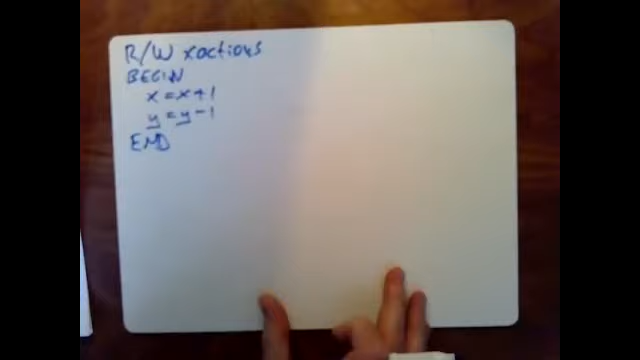 R/W xactions
BEGIN
x = x + 1
y = y - 1
END